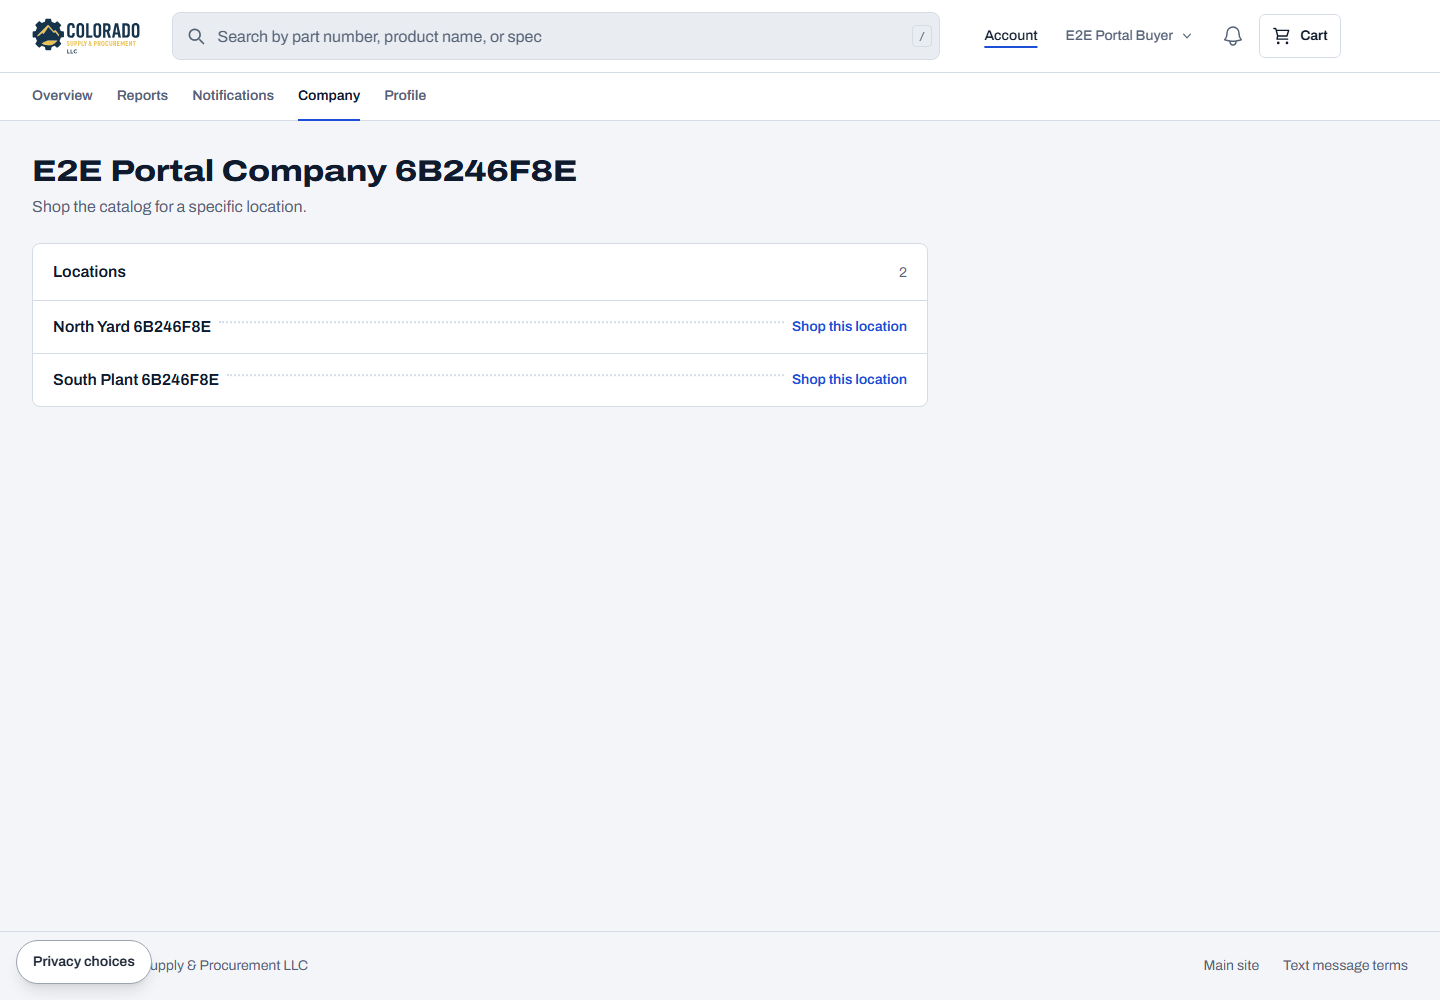 COLORADO
SUPPLY & PROCUREMENT
LLC
Search by part number, product name, or spec
/
Account
E2E Portal Buyer
Cart
Overview
Reports
Notifications
Company
Profile
E2E Portal Company 6B246F8E
Shop the catalog for a specific location.
Locations
2
North Yard 6B246F8E
Shop this location
South Plant 6B246F8E
Shop this location
Privacy choices
upply & Procurement LLC
Main site
Text message terms